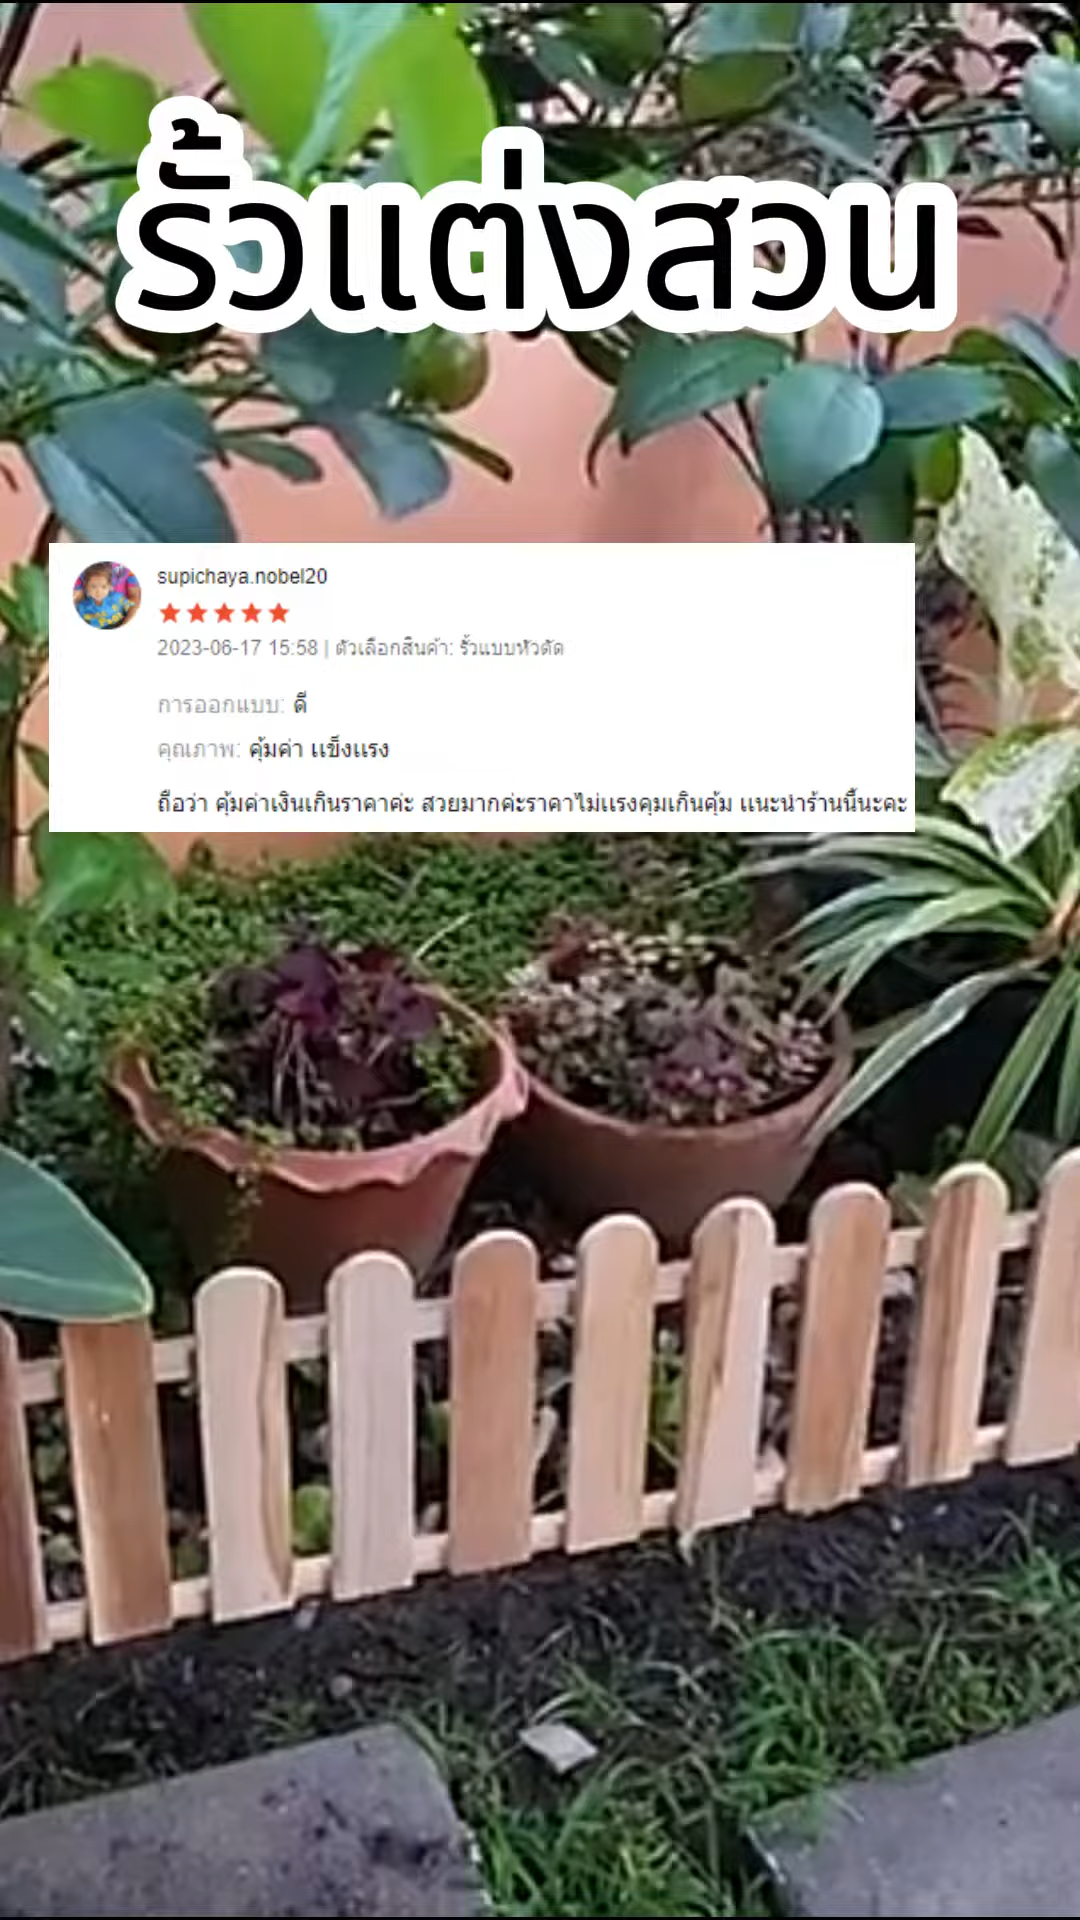 รั้วแต่งสวน
supichaya.nobel20
2023-06-17 15:58 | ตัวเลือกสินค้า: รั้วแบบหัวตัด
การออกแบบ: ดี
คุณภาพ: คุ้มค่า แข็งแรง
ถือว่า คุ้มค่าเงินเกินราคาค่ะ สวยมากค่ะราคาไม่แรงคุมเกินคุ้ม แนะนำร้านนี้นะคะ